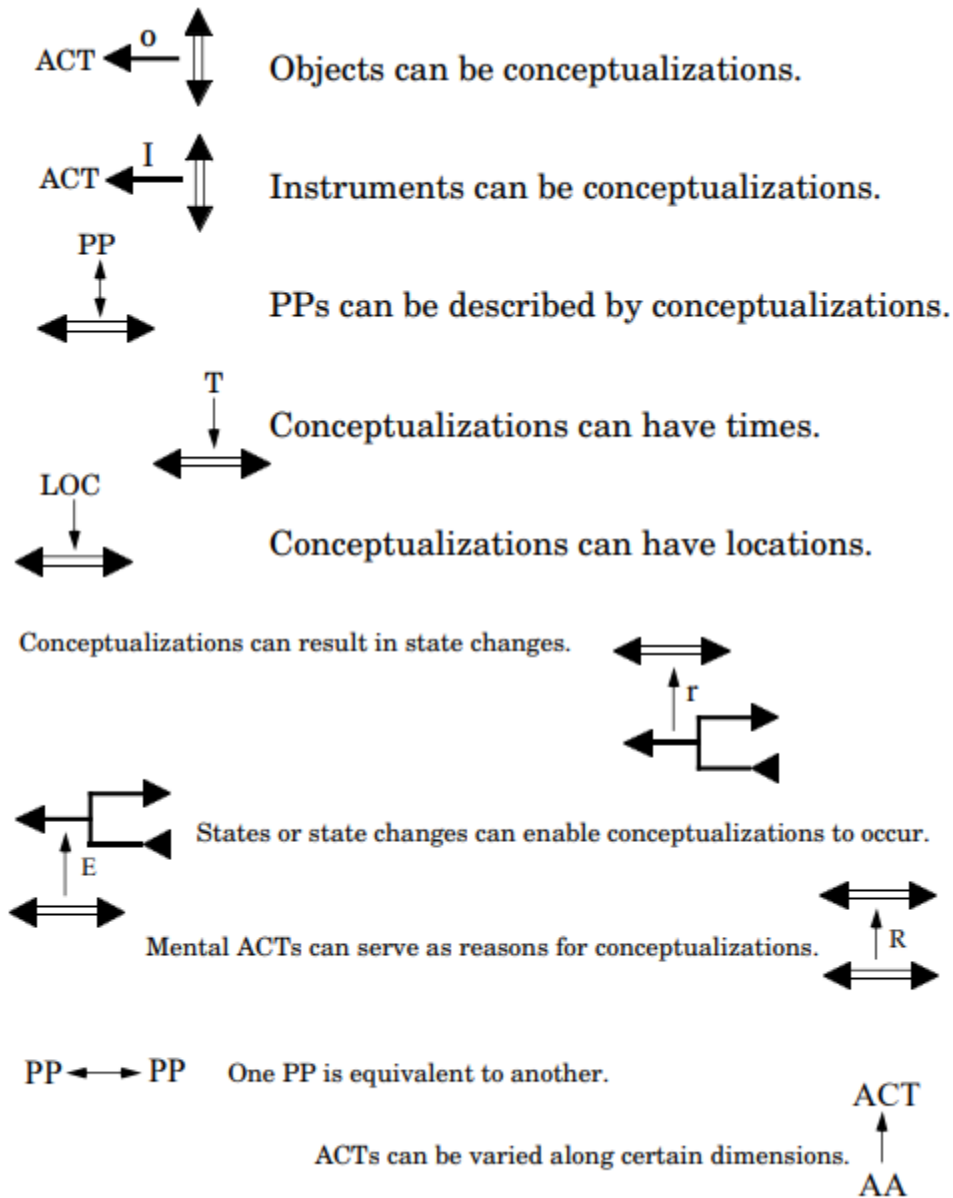 o
ACT
Objects can be conceptualizations.
I
ACT
Instruments can be conceptualizations.
PP
PPs can be described by conceptualizations.
T
Conceptualizations can have times.
LOC
Conceptualizations can have locations.
Conceptualizations can result in state changes.
r
States or state changes can enable conceptualizations to occur.
E
Mental ACTs can serve as reasons for conceptualizations.
R
PP PP One PP is equivalent to another.
ACT
ACTs can be varied along certain dimensions.
AA